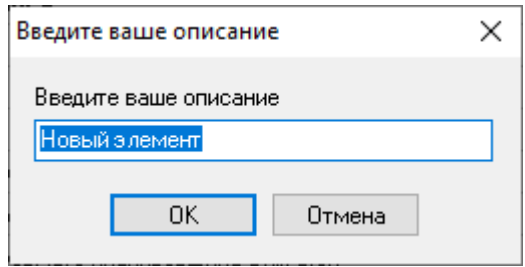 Введите ваше описание
Введите ваше описание
Новый элемент
OK
Отмена